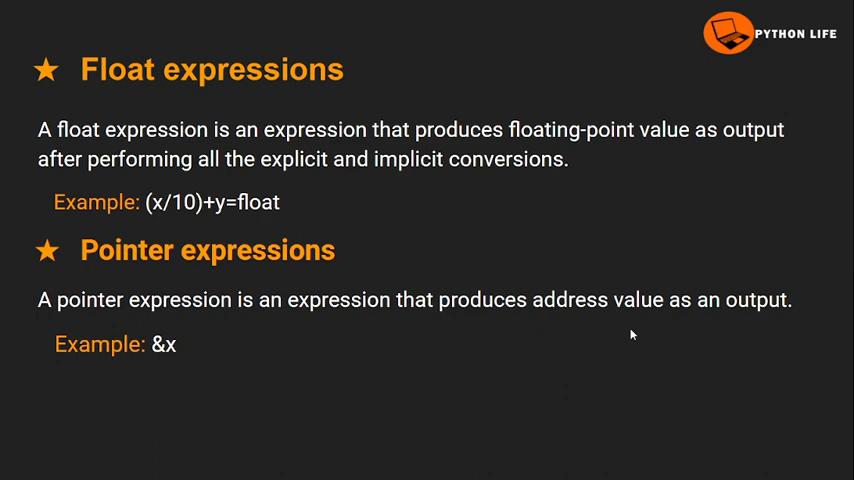 PYTHON LIFE
★ Float expressions
A float expression is an expression that produces floating-point value as output
after performing all the explicit and implicit conversions.
Example: (x/10)+y=float
★ Pointer expressions
A pointer expression is an expression that produces address value as an output.
Example: &x